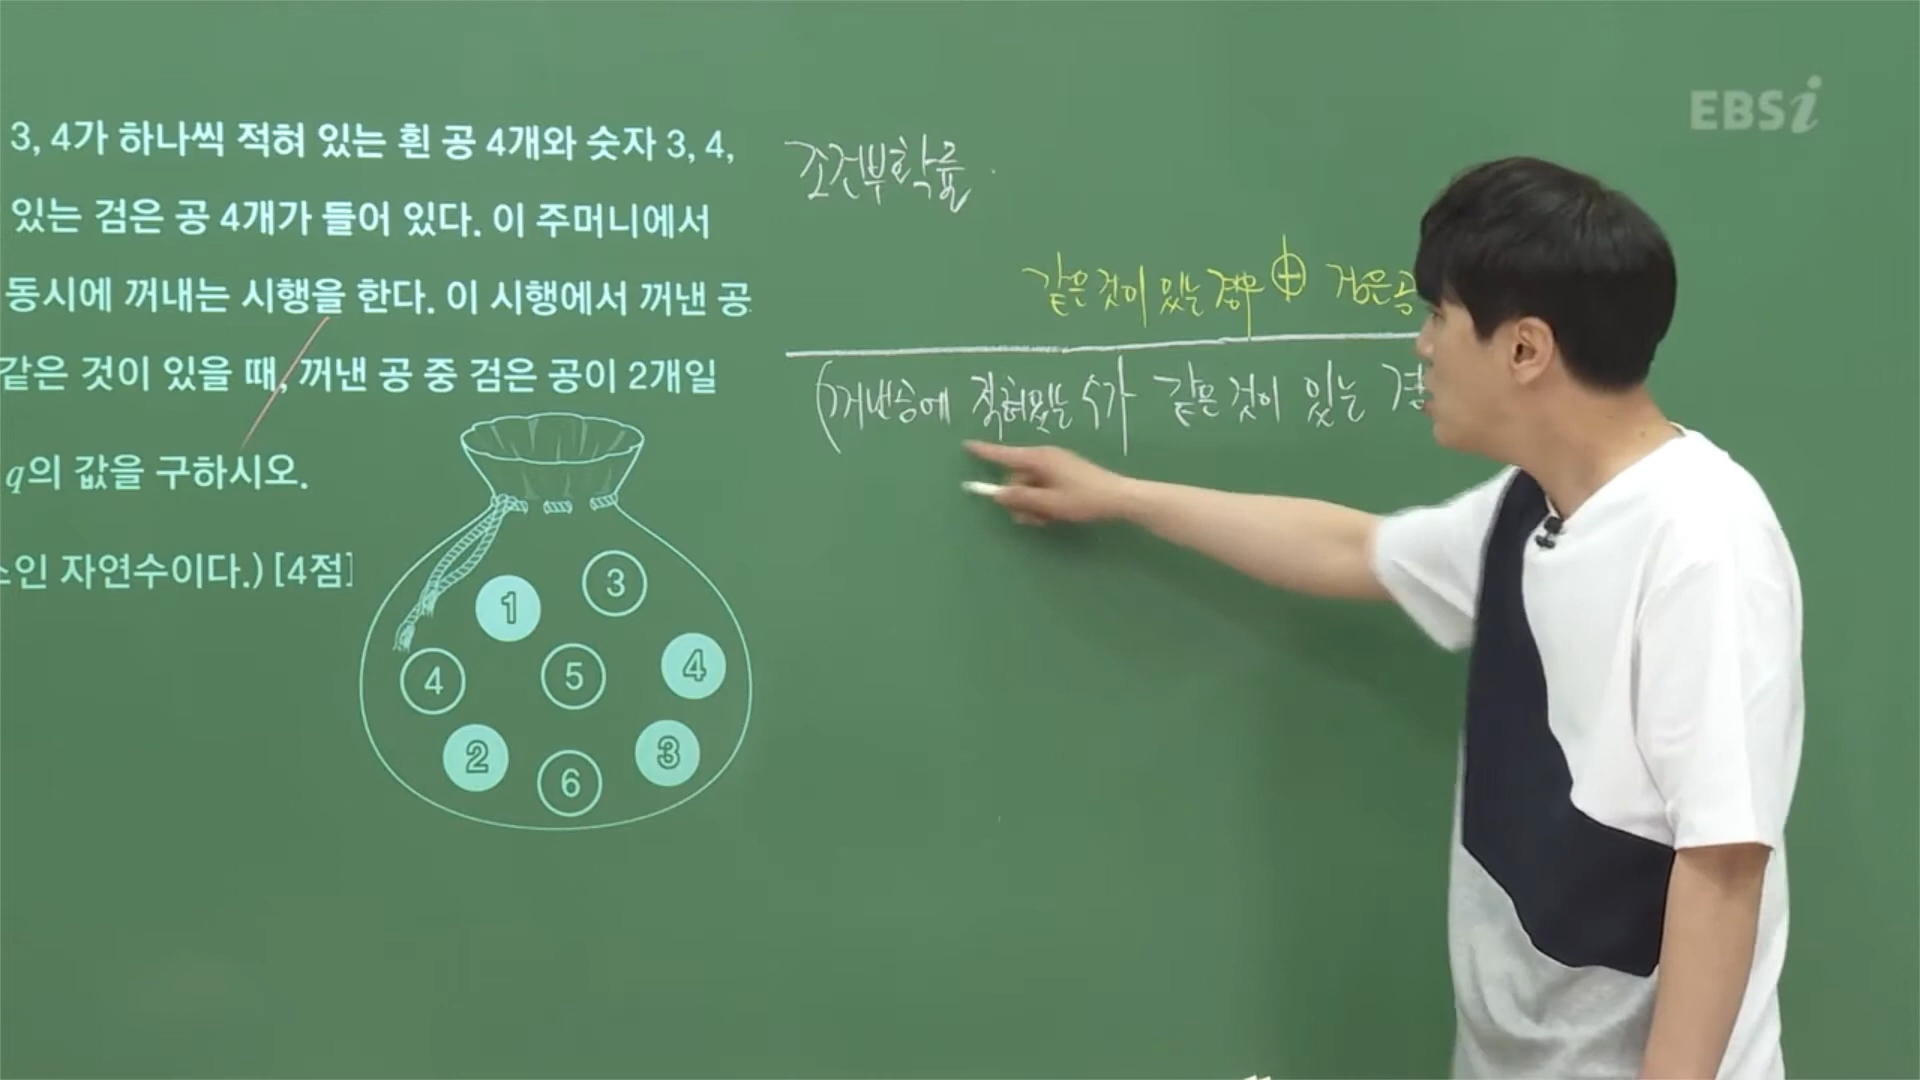 EBSi
3, 4가 하나씩 적혀 있는 흰 공 4개와 숫자 3, 4,
있는 검은 공 4개가 들어 있다. 이 주머니에서
동시에 꺼내는 시행을 한다. 이 시행에서 꺼낸 공
같은 것이 있을 때, 꺼낸 공 중 검은 공이 2개일
q의 값을 구하시오.
소인 자연수이다.) [4점]
1
3
4
5
4
2
3
6
조건부확률
같은 것이 있는 경우 ⊕ 검은공
(꺼낸공에 적혀있는 수가 같은 것이 있는 경